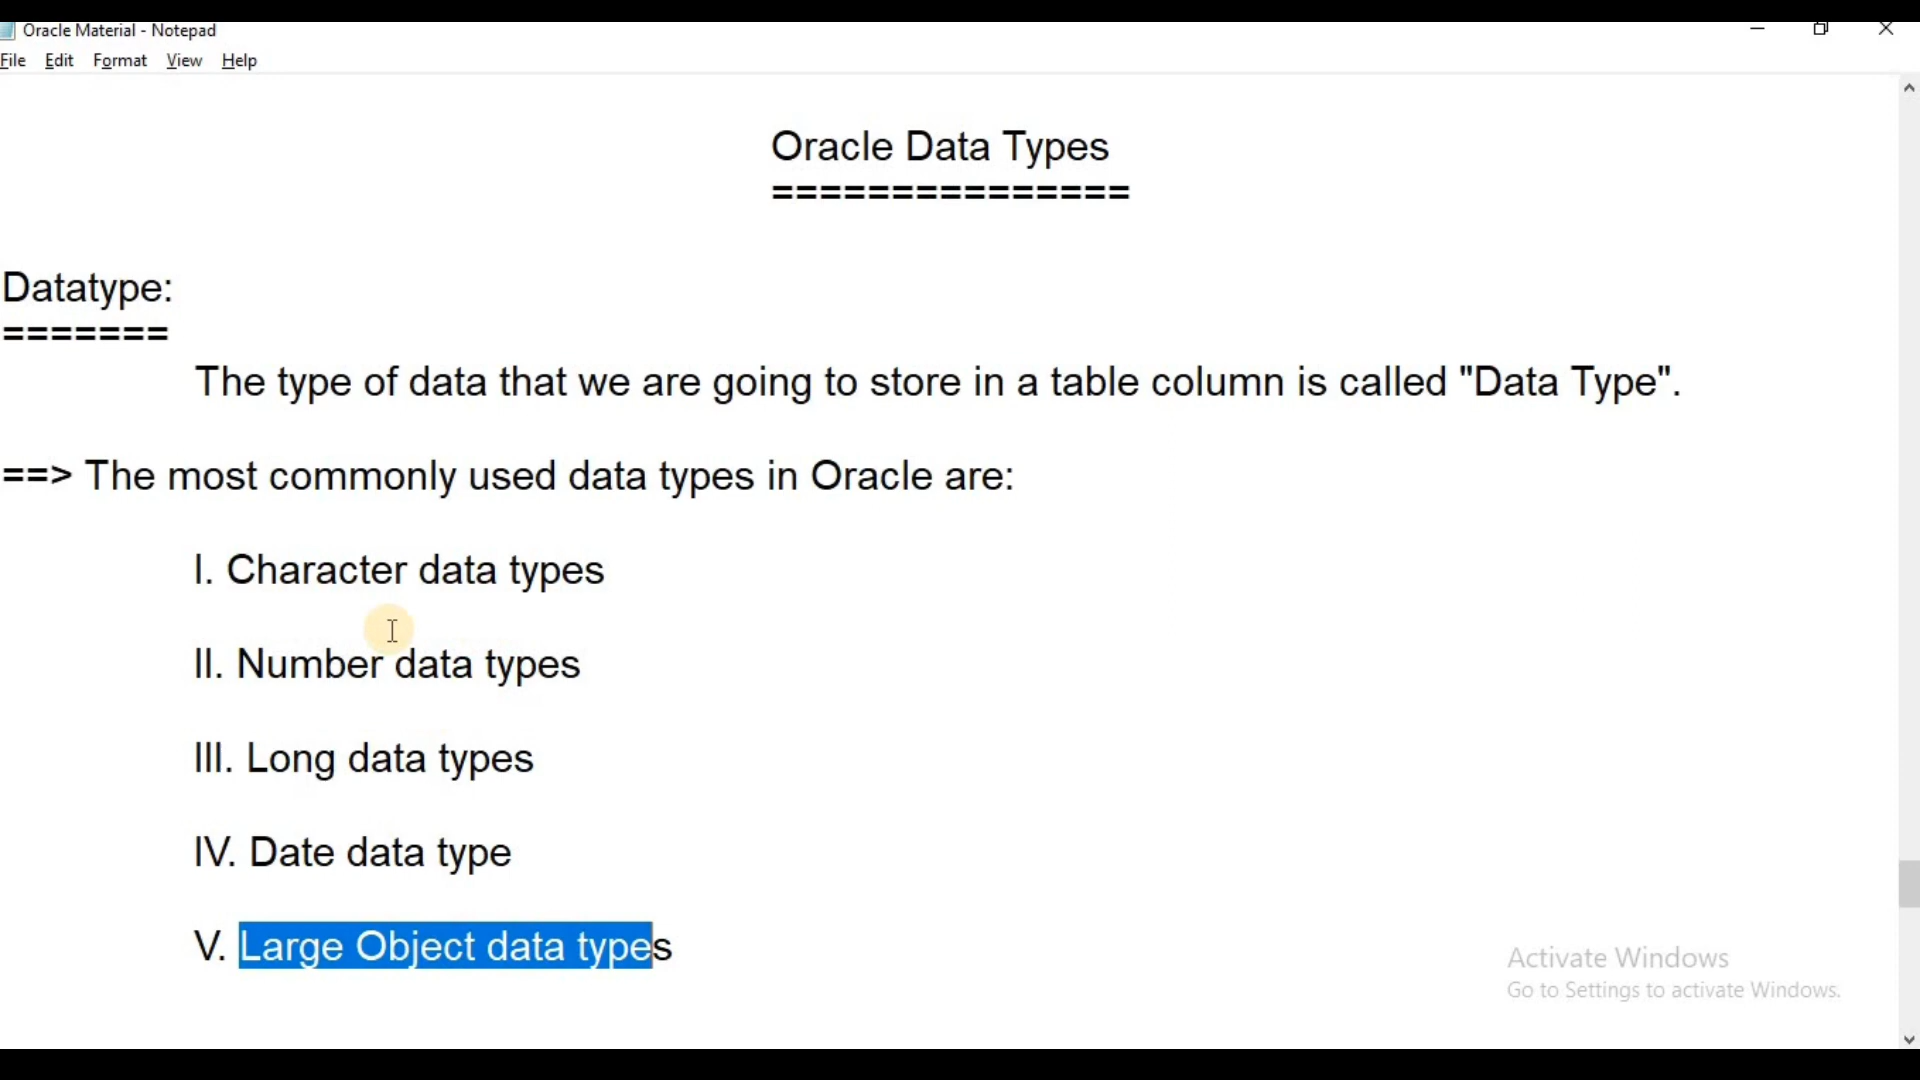 Oracle Material - Notepad
File Edit Format View Help
Oracle Data Types
===============
Datatype:
=======
The type of data that we are going to store in a table column is called "Data Type".
==> The most commonly used data types in Oracle are:
I. Character data types
II. Number data types
III. Long data types
IV. Date data type
V. Large Object data types
Activate Windows
Go to Settings to activate Windows.